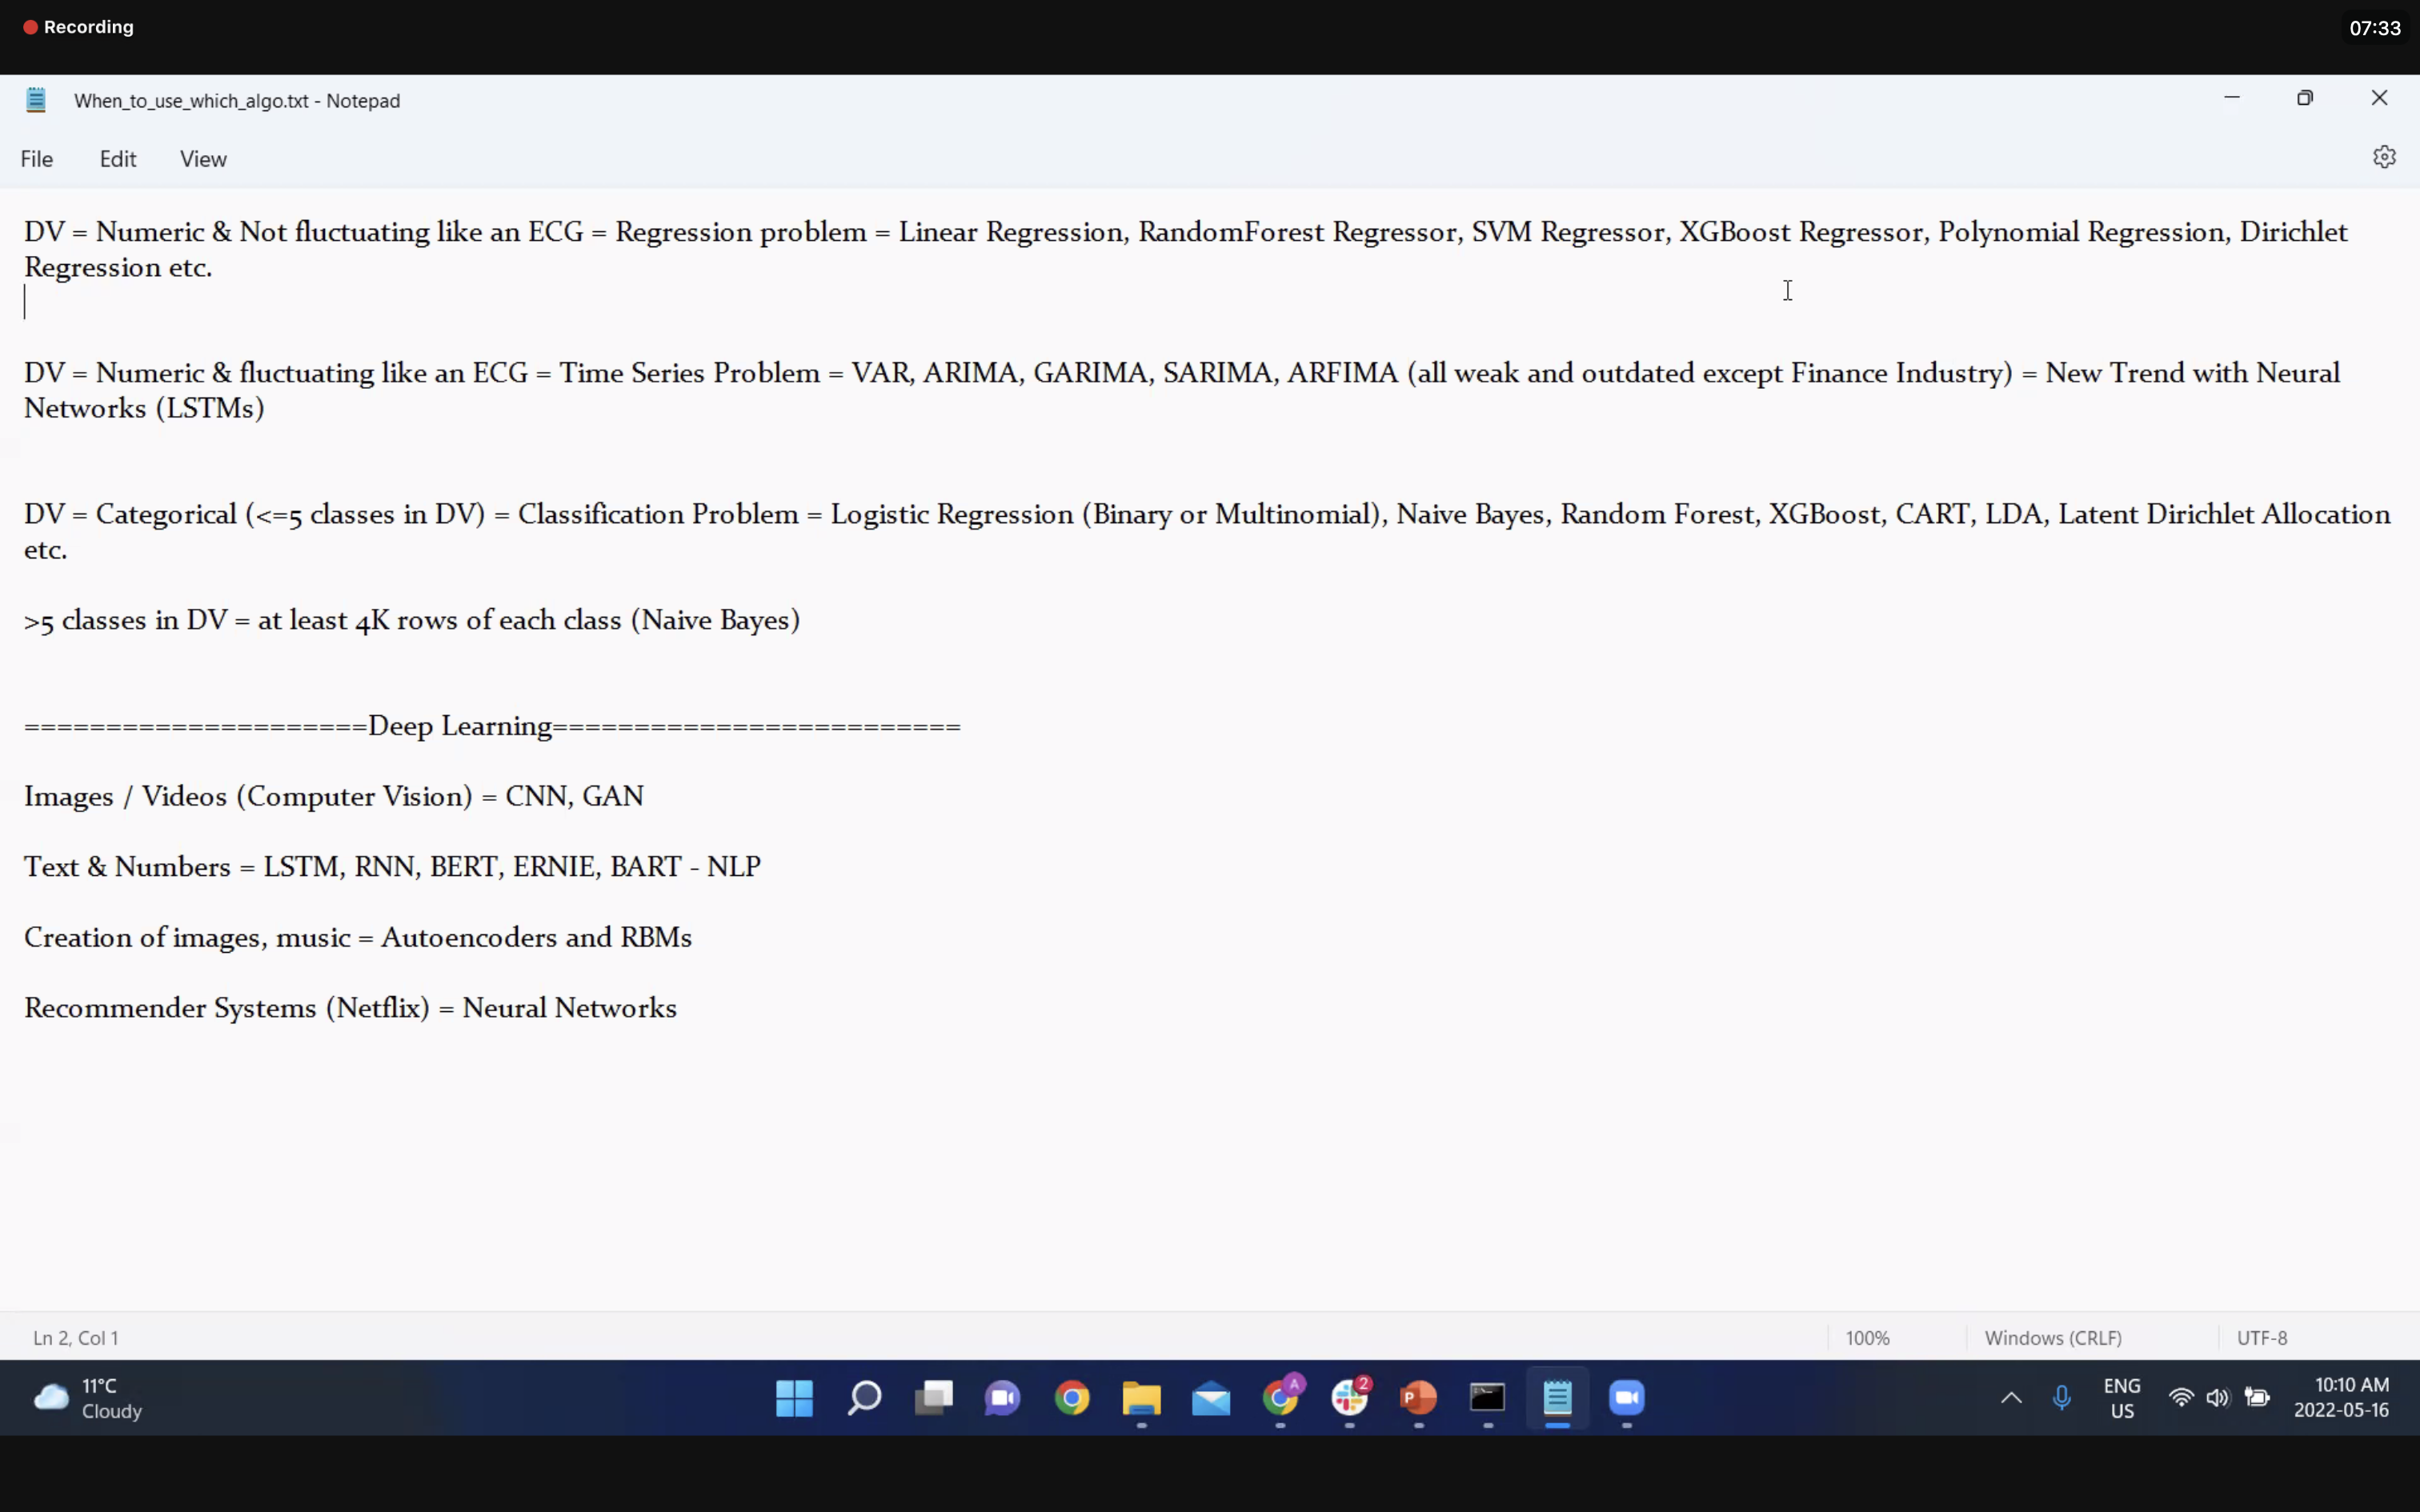 Recording
07:33
When_to_use_which_algo.txt - Notepad
File Edit View
DV = Numeric & Not fluctuating like an ECG = Regression problem = Linear Regression, RandomForest Regressor, SVM Regressor, XGBoost Regressor, Polynomial Regression, Dirichlet
Regression etc.
DV = Numeric & fluctuating like an ECG = Time Series Problem = VAR, ARIMA, GARIMA, SARIMA, ARFIMA (all weak and outdated except Finance Industry) = New Trend with Neural
Networks (LSTMs)
DV = Categorical (<=5 classes in DV) = Classification Problem = Logistic Regression (Binary or Multinomial), Naive Bayes, Random Forest, XGBoost, CART, LDA, Latent Dirichlet Allocation
etc.
>5 classes in DV = at least 4K rows of each class (Naive Bayes)
=====================Deep Learning=========================
Images / Videos (Computer Vision) = CNN, GAN
Text & Numbers = LSTM, RNN, BERT, ERNIE, BART - NLP
Creation of images, music = Autoencoders and RBMs
Recommender Systems (Netflix) = Neural Networks
Ln 2, Col 1
100%
Windows (CRLF)
UTF-8
11°C
Cloudy
A
2
P
ENG
US
10:10 AM
2022-05-16